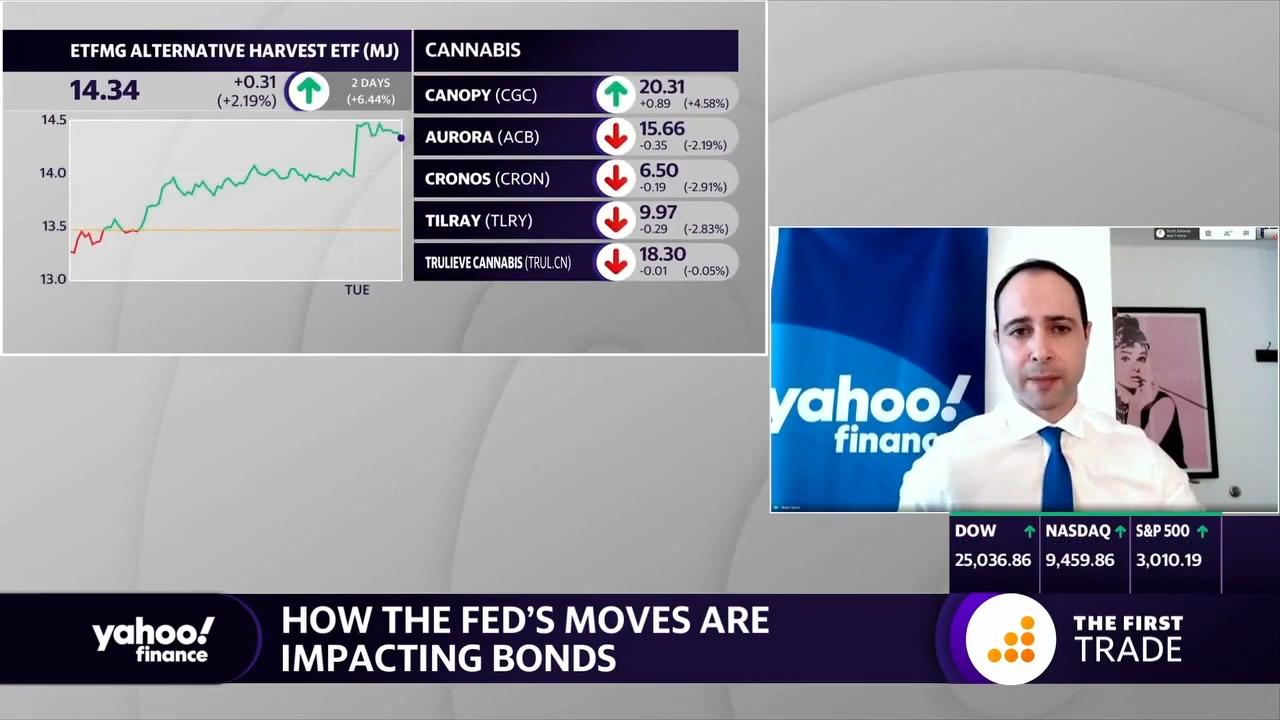 ETFMG ALTERNATIVE HARVEST ETF (MJ)
14.34
+0.31
(+2.19%)
2 DAYS
(+6.44%)
14.5
14.0
13.5
13.0
TUE
CANNABIS
CANOPY (CGC)
20.31
+0.89 (+4.58%)
AURORA (ACB)
15.66
-0.35 (-2.19%)
CRONOS (CRON)
6.50
-0.19 (-2.91%)
TILRAY (TLRY)
9.97
-0.29 (-2.83%)
TRULIEVE CANNABIS (TRUL.CN)
18.30
-0.01 (-0.05%)
yahoo!
financ
DOW
25,036.86
NASDAQ
9,459.86
S&P 500
3,010.19
yahoo!
finance
HOW THE FED'S MOVES ARE
IMPACTING BONDS
THE FIRST
TRADE